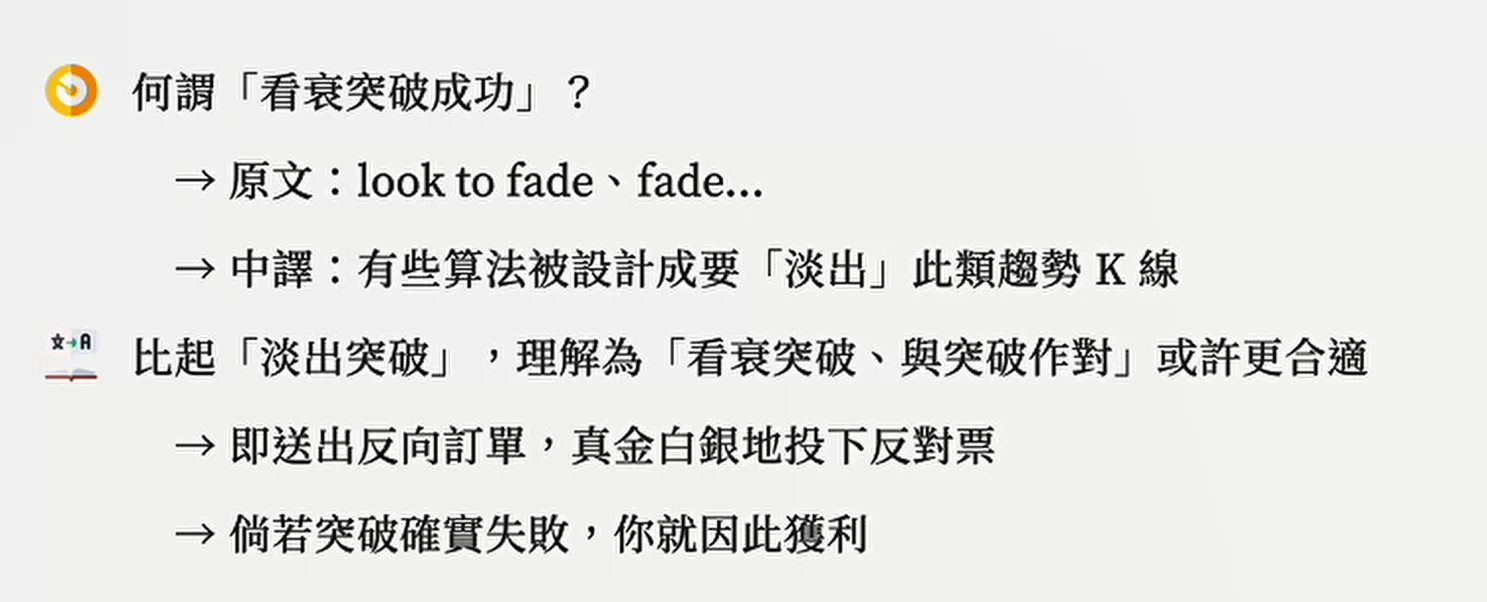 何謂「看衰突破成功」？
→ 原文：look to fade、fade...
→ 中譯：有些算法被設計成要「淡出」此類趨勢 K 線
文→A
比起「淡出突破」，理解為「看衰突破、與突破作對」或許更合適
→ 即送出反向訂單，真金白銀地投下反對票
→ 倘若突破確實失敗，你就因此獲利